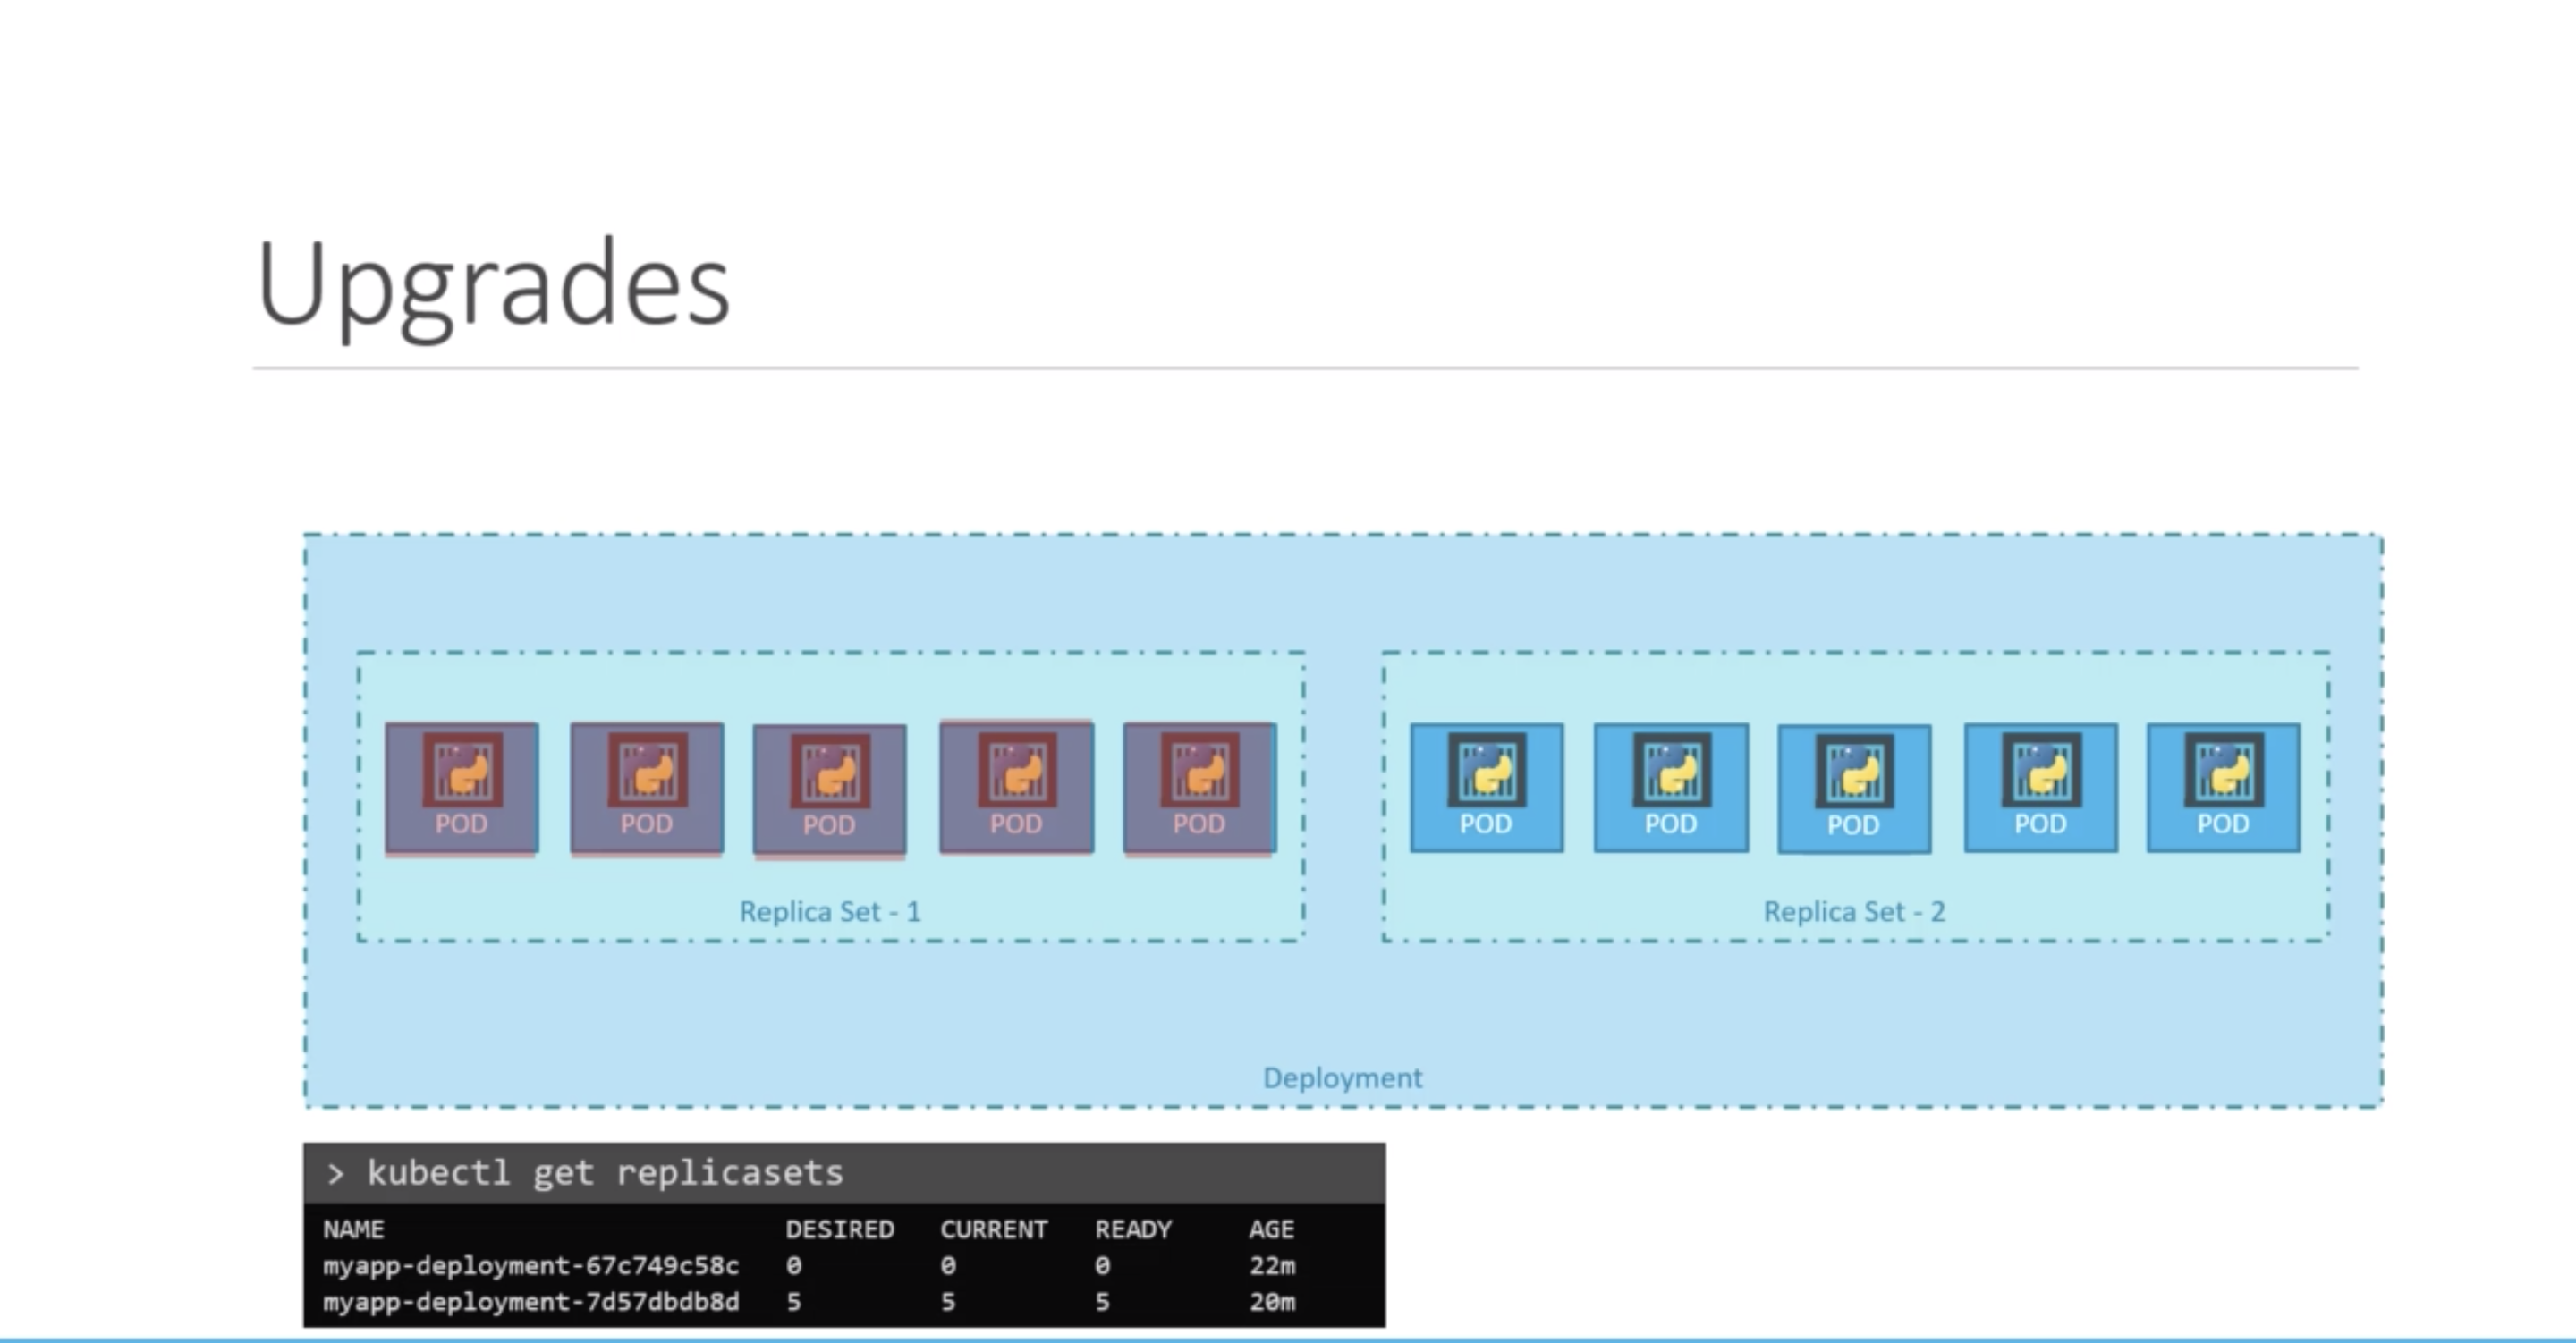 Upgrades
POD POD POD POD POD POD POD POD POD POD
Replica Set - 1 Replica Set - 2
Deployment
> kubectl get replicasets
NAME DESIRED CURRENT READY AGE
myapp-deployment-67c749c58c 0 0 0 22m
myapp-deployment-7d57dbdb8d 5 5 5 20m